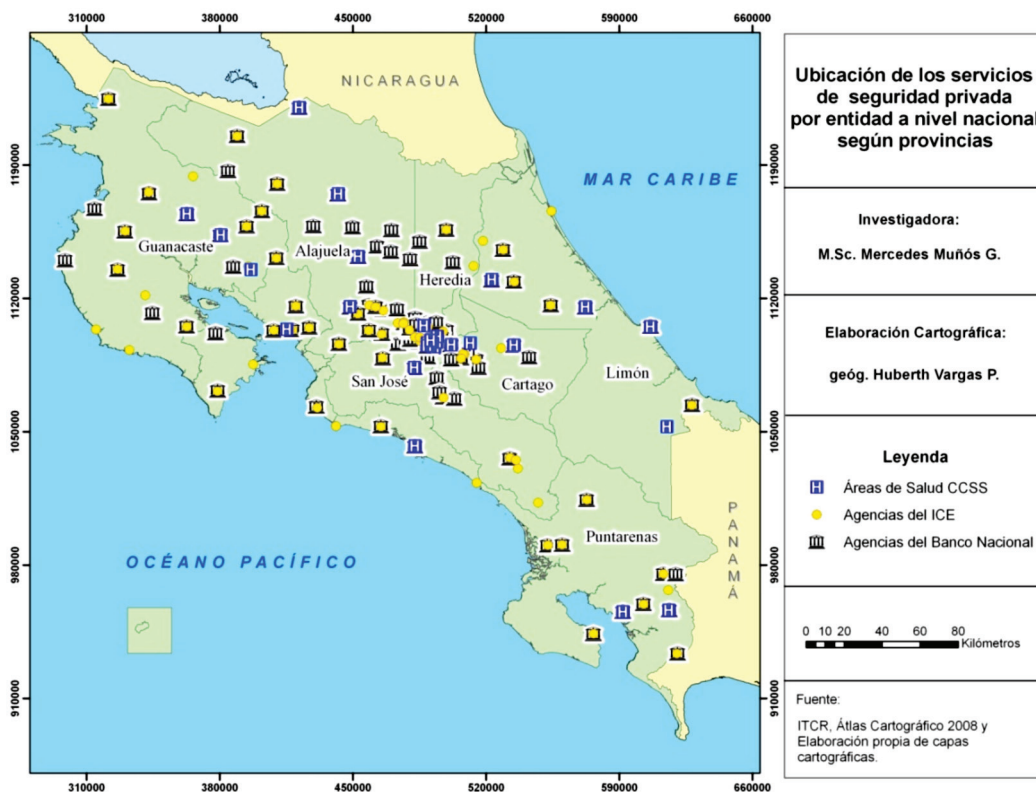 310000 380000 450000 520000 590000 660000
NICARAGUA
MAR CARIBE
1190000 1190000
Guanacaste
Alajuela
Heredia
1120000 1120000
San José
Cartago
Limón
1050000 1050000
Puntarenas
PANAMÁ
OCÉANO PACÍFICO
980000 980000
910000 910000
310000 380000 450000 520000 590000 660000
Ubicación de los servicios
de seguridad privada
por entidad a nivel nacional
según provincias
Investigadora:
M.Sc. Mercedes Muñós G.
Elaboración Cartográfica:
geóg. Huberth Vargas P.
Leyenda
H Áreas de Salud CCSS
Agencias del ICE
Agencias del Banco Nacional
0 10 20 40 60 80
Kilómetros
Fuente:
ITCR, Átlas Cartográfico 2008 y
Elaboración propia de capas
cartográficas.